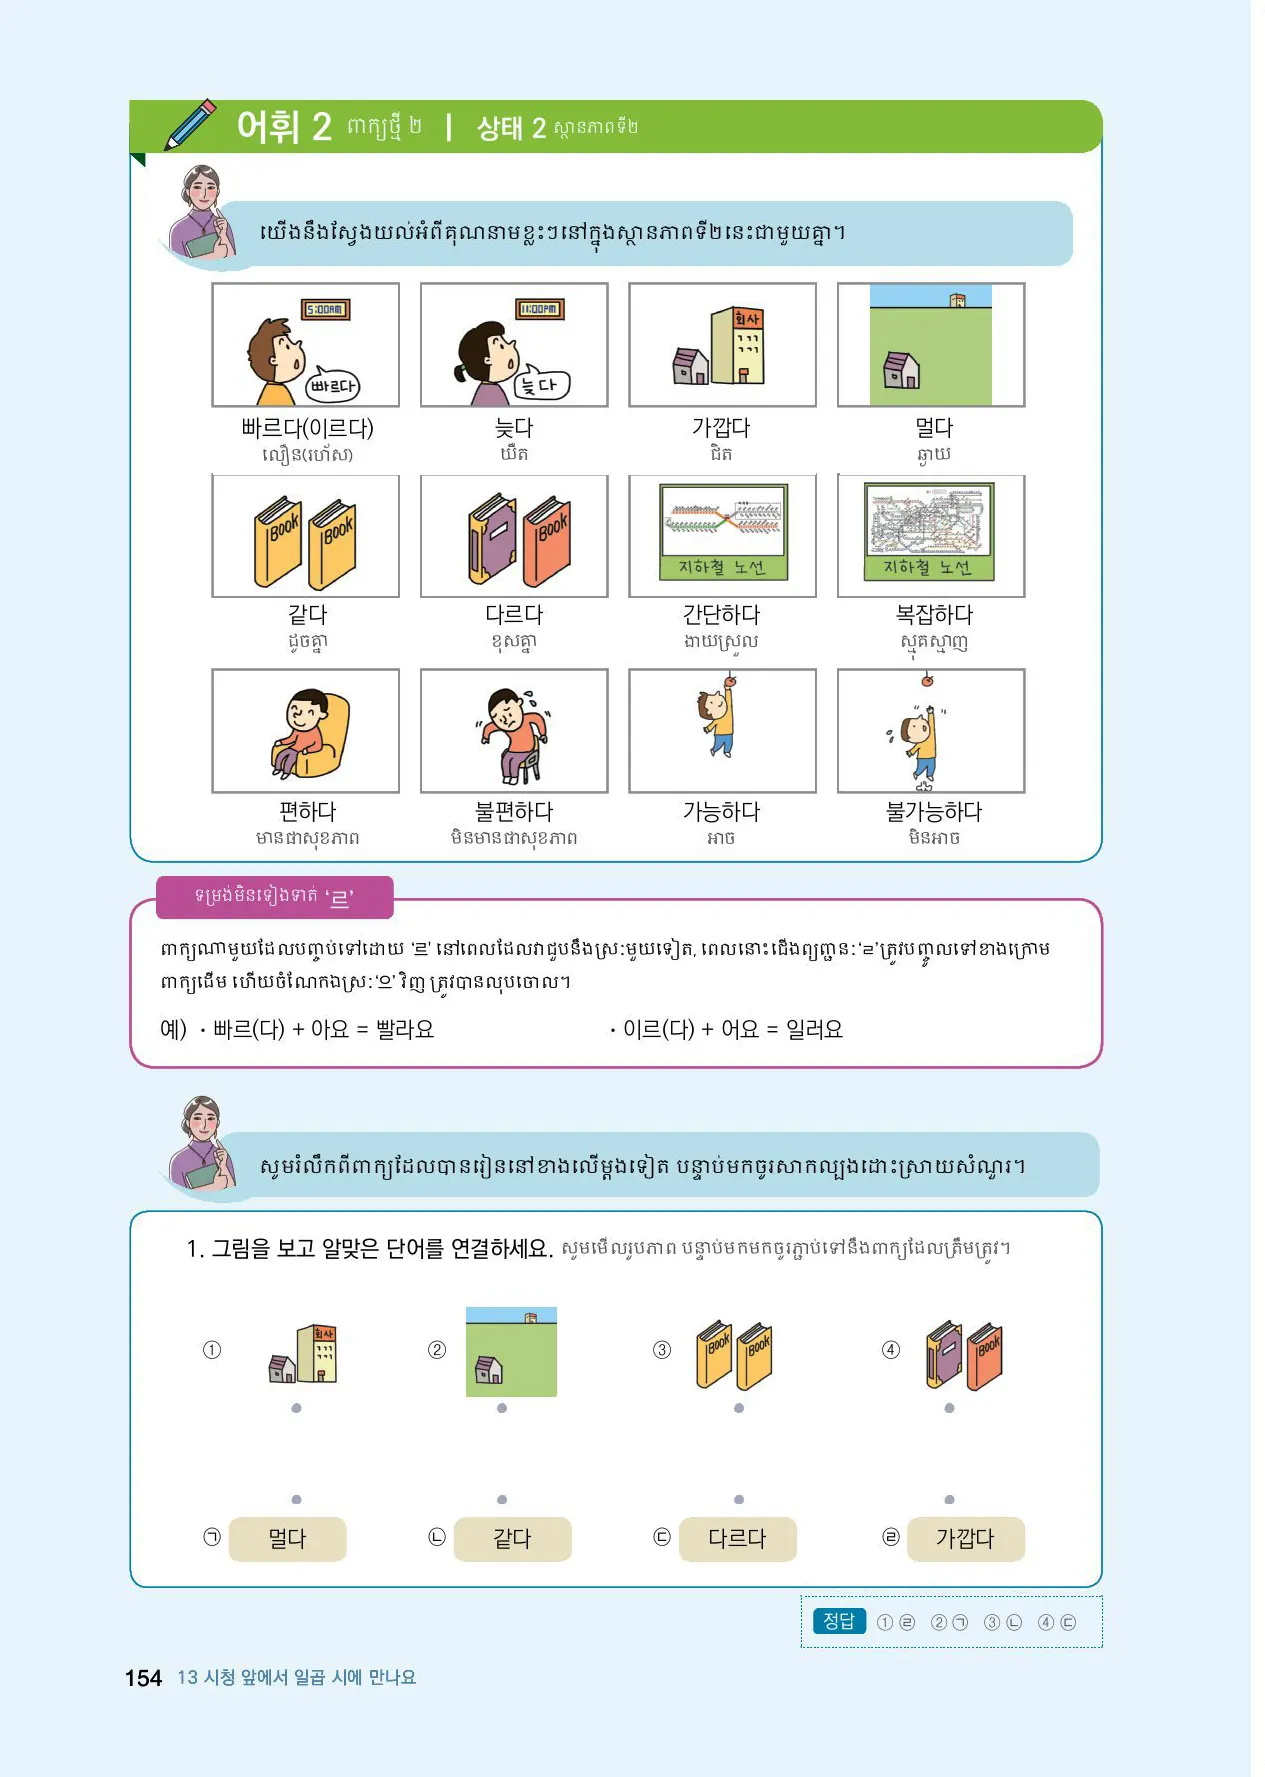 어휘 2 ពាក្យថ្មី ២ | 상태 2 ស្ថានភាពទី២
យើងនឹងស្វែងយល់អំពីគុណនាមខ្លះៗនៅក្នុងស្ថានភាពទី២នេះជាមួយគ្នា។
5:00AM 11:00PM 회사
빠르다 늦다
빠르다(이르다) 늦다 가깝다 멀다
លឿន(រហ័ស) យឺត ជិត ឆ្ងាយ
BOOK BOOK BOOK 지하철 노선 지하철 노선
같다 다르다 간단하다 복잡하다
ដូចគ្នា ខុសគ្នា ងាយស្រួល ស្មុគស្មាញ
편하다 불편하다 가능하다 불가능하다
មានផាសុខភាព មិនមានផាសុខភាព អាច មិនអាច
ទម្រង់មិនទៀងទាត់ ‘르’
ពាក្យណាមួយដែលបញ្ចប់ទៅដោយ ‘르’ នៅពេលដែលវាជួបនឹងស្រៈមួយទៀត, ពេលនោះជើងព្យញ្ជនៈ‘ㄹ’ត្រូវបញ្ចូលទៅខាងក្រោម
ពាក្យដើម ហើយចំណែកឯស្រៈ‘으’ វិញ ត្រូវបានលុបចោល។
예) · 빠르(다) + 아요 = 빨라요 · 이르(다) + 어요 = 일러요
សូមរំលឹកពីពាក្យដែលបានរៀននៅខាងលើម្តងទៀត បន្ទាប់មកចូរសាកល្បងដោះស្រាយសំណួរ។
1. 그림을 보고 알맞은 단어를 연결하세요. សូមមើលរូបភាព បន្ទាប់មកមកចូរភ្ជាប់ទៅនឹងពាក្យដែលត្រឹមត្រូវ។
① 회사 ② ③ BOOK BOOK ④ BOOK
㉠ 멀다 ㉡ 같다 ㉢ 다르다 ㉣ 가깝다
정답 ① ㉣ ② ㉠ ③ ㉡ ④ ㉢
154 13 시청 앞에서 일곱 시에 만나요